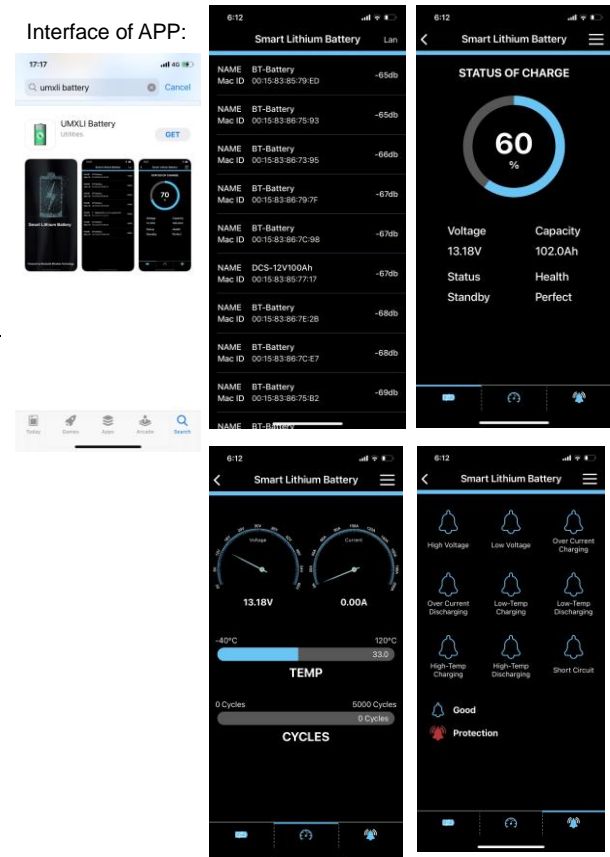 Interface of APP:
17:17
4G
umxli battery
Cancel
UMXLI Battery
Utilities
GET
Smart Lithium Battery
STATUS OF CHARGE
70
Today
Games
Apps
Arcade
Search
6:12
Smart Lithium Battery
Lan
NAME BT-Battery
Mac ID 00:15:83:85:79:ED
-65db
NAME BT-Battery
Mac ID 00:15:83:86:75:93
-65db
NAME BT-Battery
Mac ID 00:15:83:86:73:95
-66db
NAME BT-Battery
Mac ID 00:15:83:86:79:7F
-67db
NAME BT-Battery
Mac ID 00:15:83:86:7C:98
-67db
NAME DCS-12V100Ah
Mac ID 00:15:83:85:77:17
-67db
NAME BT-Battery
Mac ID 00:15:83:86:7E:2B
-68db
NAME BT-Battery
Mac ID 00:15:83:86:7C:E7
-68db
NAME BT-Battery
Mac ID 00:15:83:86:75:B2
-69db
NAME BT-Battery
6:12
Smart Lithium Battery
STATUS OF CHARGE
60
%
Voltage Capacity
13.18V 102.0Ah
Status Health
Standby Perfect
6:12
Smart Lithium Battery
Voltage
Current
13.18V 0.00A
-40°C 120°C
33.0
TEMP
0 Cycles 5000 Cycles
0 Cycles
CYCLES
6:12
Smart Lithium Battery
High Voltage
Low Voltage
Over Current
Charging
Over Current
Discharging
Low-Temp
Charging
Low-Temp
Discharging
High-Temp
Charging
High-Temp
Discharging
Short Circuit
Good
Protection